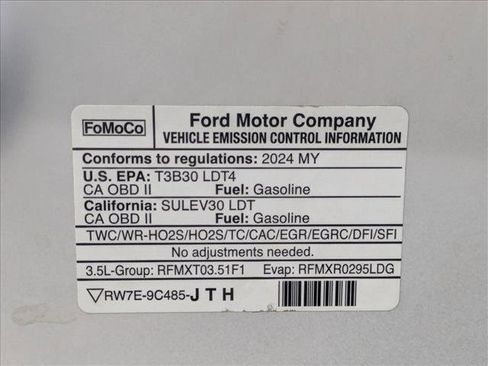 FoMoCo
Ford Motor Company
VEHICLE EMISSION CONTROL INFORMATION
Conforms to regulations: 2024 MY
U.S. EPA: T3B30 LDT4
CA OBD II Fuel: Gasoline
California: SULEV30 LDT
CA OBD II Fuel: Gasoline
TWC/WR-HO2S/HO2S/TC/CAC/EGR/EGRC/DFI/SFI
No adjustments needed.
3.5L-Group: RFMXT03.51F1 Evap: RFMXR0295LDG
RW7E-9C485-JTH